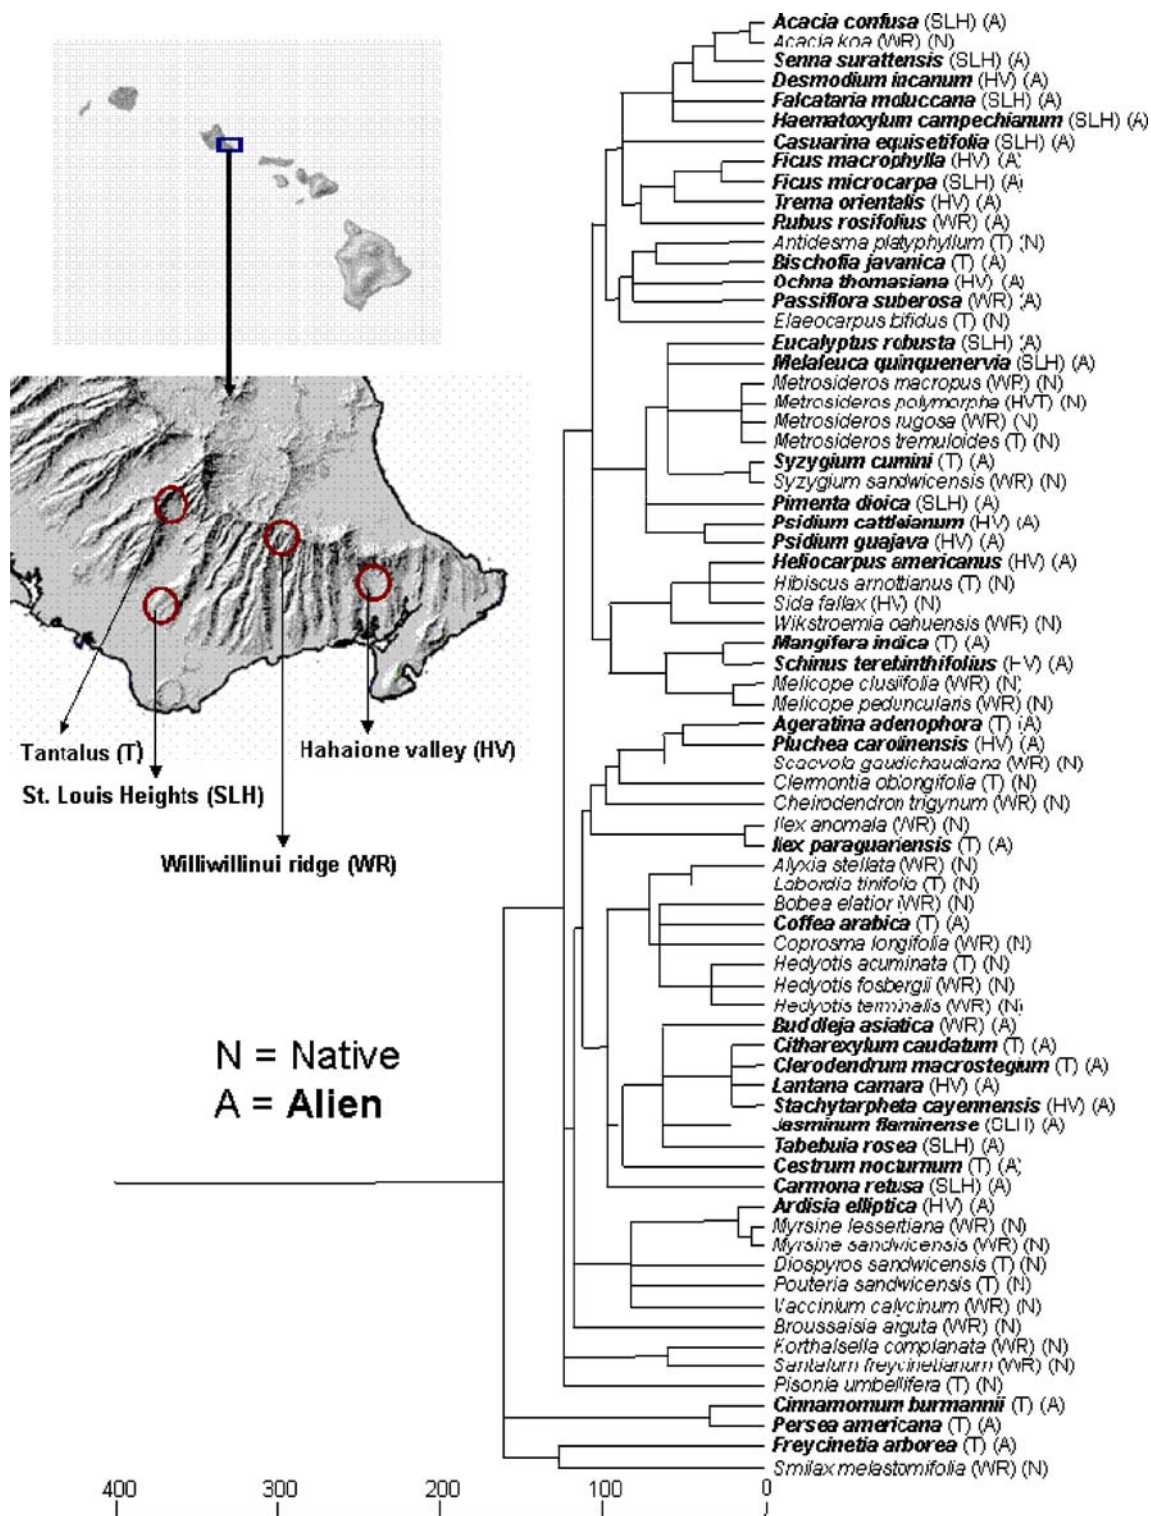 Acacia confusa (SLH) (A)
Acacia koa (WR) (N)
Senna surattensis (SLH) (A)
Desmodium incanum (HV) (A)
Falcataria moluccana (SLH) (A)
Haematoxylum campechianum (SLH) (A)
Casuarina equisetifolia (SLH) (A)
Ficus macrophylla (HV) (A)
Ficus microcarpa (SLH) (A)
Trema orientalis (HV) (A)
Rubus rosifolius (WR) (A)
Antidesma platyphyllum (T) (N)
Bischofia javanica (T) (A)
Ochna thomasiana (HV) (A)
Passiflora suberosa (WR) (A)
Elaeocarpus bifidus (T) (N)
Eucalyptus robusta (SLH) (A)
Melaleuca quinquenervia (SLH) (A)
Metrosideros macropus (WR) (N)
Metrosideros polymorpha (HVT) (N)
Metrosideros rugosa (WR) (N)
Metrosideros tremuloides (T) (N)
Syzygium cumini (T) (A)
Syzygium sandwicensis (WR) (N)
Pimenta dioica (SLH) (A)
Psidium cattleianum (HV) (A)
Psidium guajava (HV) (A)
Heliocarpus americanus (HV) (A)
Hibiscus arnottianus (T) (N)
Sida fallax (HV) (N)
Wikstroemia oahuensis (WR) (N)
Mangifera indica (T) (A)
Schinus terebinthifolius (HV) (A)
Melicope clusiifolia (WR) (N)
Melicope peduncularis (WR) (N)
Ageratina adenophora (T) (A)
Pluchea carolinensis (HV) (A)
Scaevola gaudichaudiana (WR) (N)
Clermontia oblongifolia (T) (N)
Cheirodendron trigynum (WR) (N)
Ilex anomala (WR) (N)
Ilex paraguariensis (T) (A)
Alyxia stellata (WR) (N)
Labordia tinifolia (T) (N)
Bobea elatior (WR) (N)
Coffea arabica (T) (A)
Coprosma longifolia (WR) (N)
Hedyotis acuminata (T) (N)
Hedyotis fosbergii (WR) (N)
Hedyotis terminalis (WR) (N)
Buddleja asiatica (WR) (A)
Citharexylum caudatum (T) (A)
Clerodendrum macrostegium (T) (A)
Lantana camara (HV) (A)
Stachytarpheta cayennensis (HV) (A)
Jasminum fluminense (SLH) (A)
Tabebuia rosea (SLH) (A)
Cestrum nocturnum (T) (A)
Carmona retusa (SLH) (A)
Ardisia elliptica (HV) (A)
Myrsine lessertiana (WR) (N)
Myrsine sandwicensis (WR) (N)
Diospyros sandwicensis (T) (N)
Pouteria sandwicensis (T) (N)
Vaccinium calycinum (WR) (N)
Broussaisia arguta (WR) (N)
Korthalsella complanata (WR) (N)
Santalum freycinetianum (WR) (N)
Pisonia umbellifera (T) (N)
Cinnamomum burmannii (T) (A)
Persea americana (T) (A)
Freycinetia arborea (T) (A)
Smilax melastomifolia (WR) (N)
Tantalus (T)
Hahaione valley (HV)
St. Louis Heights (SLH)
Williwillinui ridge (WR)
N = Native
A = Alien
400 300 200 100 0